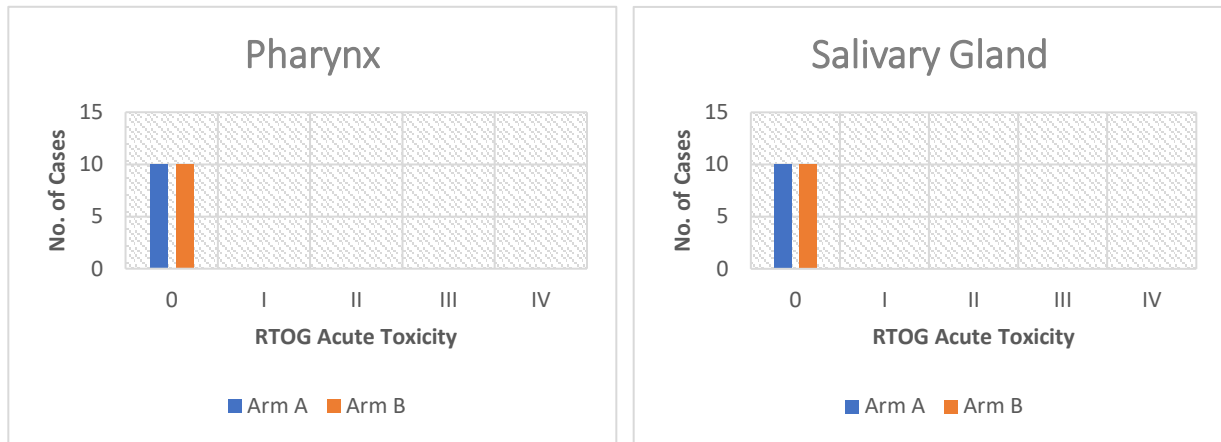 Pharynx
15
10
5
0
No. of Cases
0 I II III IV
RTOG Acute Toxicity
Arm A Arm B
Salivary Gland
15
10
5
0
No. of Cases
0 I II III IV
RTOG Acute Toxicity
Arm A Arm B